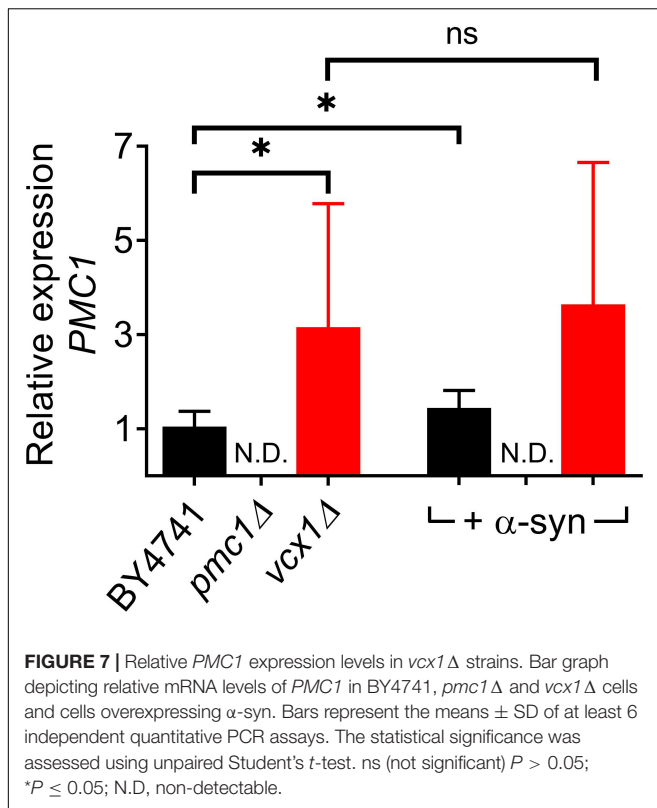 ns
*
*
7
5
3
1
Relative expression
PMC1
N.D.
N.D.
BY4741
pmc1Δ
vcx1Δ
+ α-syn
FIGURE 7 | Relative PMC1 expression levels in vcx1Δ strains. Bar graph
depicting relative mRNA levels of PMC1 in BY4741, pmc1Δ and vcx1Δ cells
and cells overexpressing α-syn. Bars represent the means ± SD of at least 6
independent quantitative PCR assays. The statistical significance was
assessed using unpaired Student's t-test. ns (not significant) P > 0.05;
*P ≤ 0.05; N.D, non-detectable.